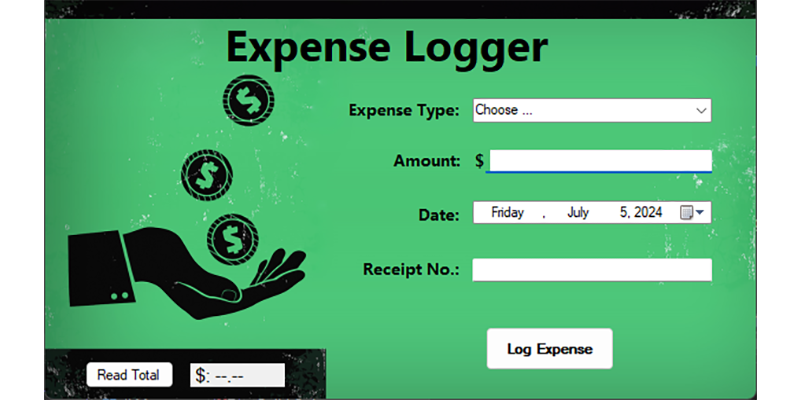 Expense Logger
$
Expense Type: Choose ...
$
Amount: $
Date: Friday , July 5, 2024
$
Receipt No.:
Log Expense
Read Total $: --.--